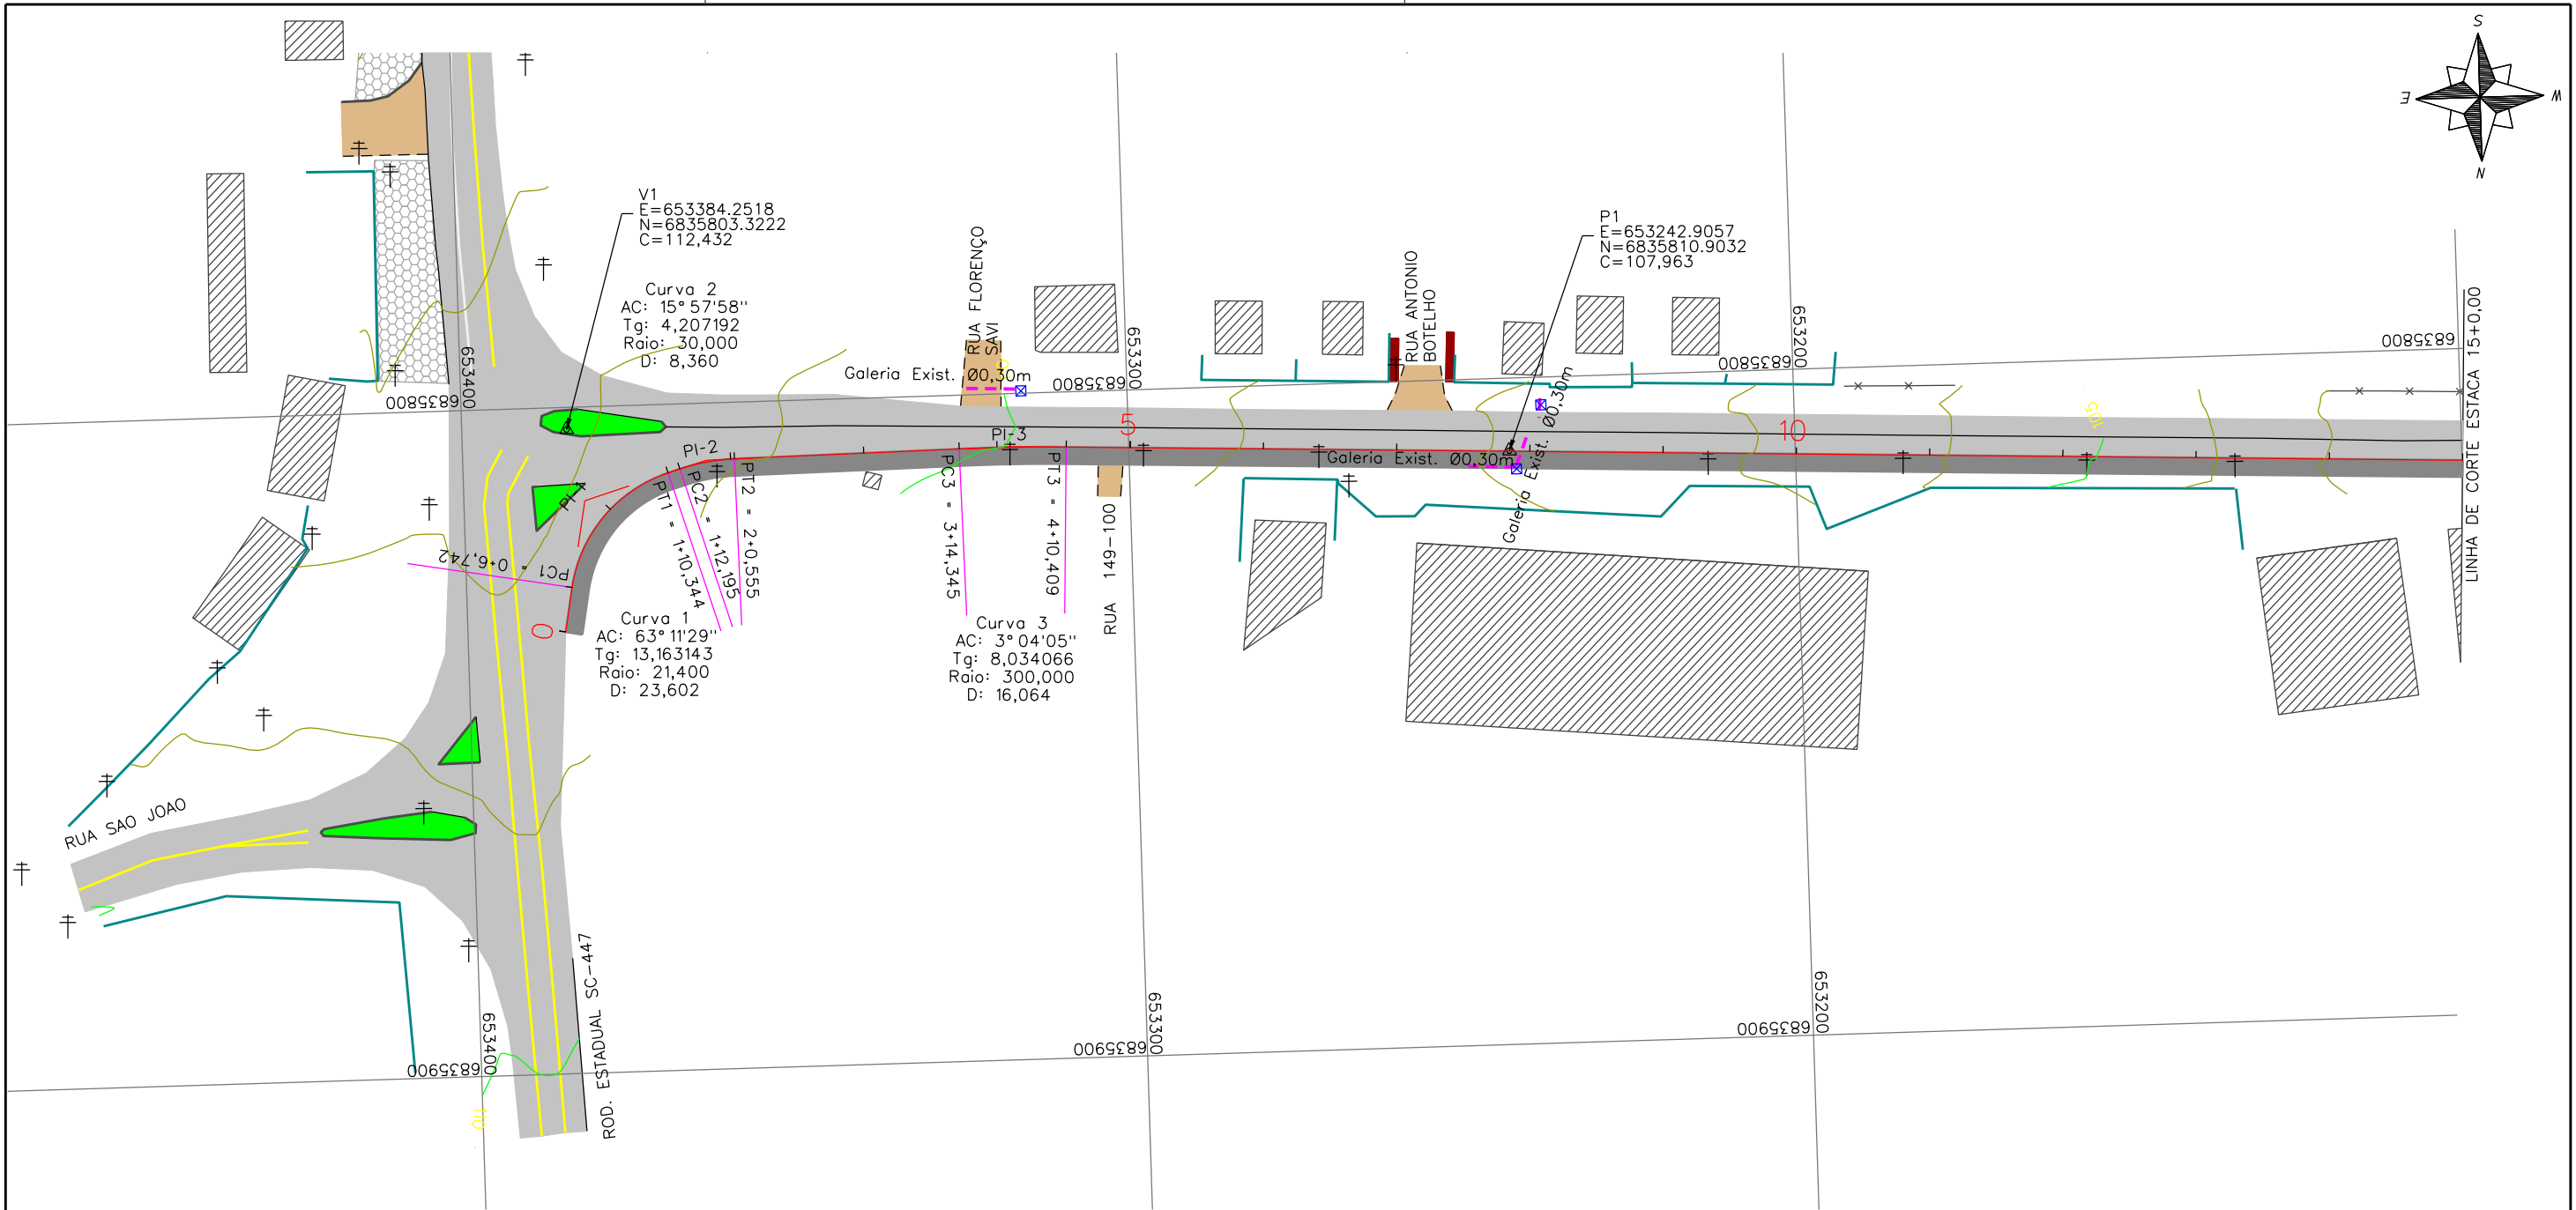 S
E
W
N
V1
E=653384.2518
N=6835803.3222
C=112,432
Curva 2
AC: 15°57'58''
Tg: 4,207192
Raio: 30,000
D: 8,360
RUA FLORENÇO
SAVI
Galeria Exist. Ø0,30m
RUA ANTONIO
BOTELHO
P1
E=653242.9057
N=6835810.9032
C=107,963
653400
6835800
653300
6835800
653200
6835800
6835800
LINHA DE CORTE ESTACA 15+0,00
5
10
105
PI-2
PI-3
Galeria Exist. Ø0,30m
Galeria Exist. Ø0,30m
PC1 = 0+6,742
PT1 = 1+10,344
PC2 = 1+12,195
PT2 = 2+0,555
PC3 = 3+14,345
PT3 = 4+10,409
RUA 149-100
0
Curva 1
AC: 63°11'29''
Tg: 13,163143
Raio: 21,400
D: 23,602
Curva 3
AC: 3°04'05''
Tg: 8,034066
Raio: 300,000
D: 16,064
RUA SAO JOAO
ROD. ESTADUAL SC-447
653400
6835900
653300
6835900
653200
6835900
110